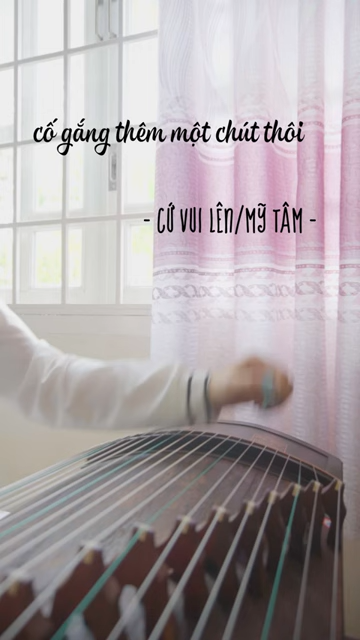 cố gắng thêm một chút thôi
- CỨ VUI LÊN/MỸ TÂM -